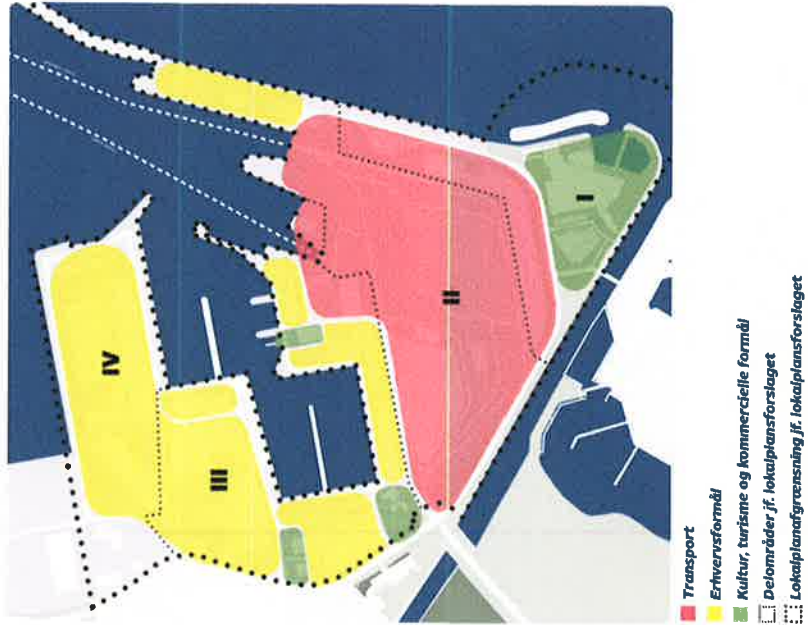 IV
III
II
I
Transport
Erhvervsformål
Kultur, turisme og kommercielle formål
Delområder jf. lokalplansforslaget
Lokalplanafgrænsning jf. lokalplansforslaget